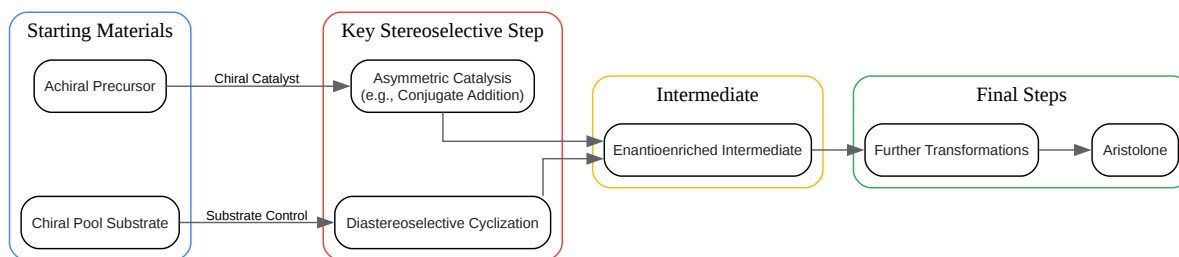 Starting Materials
Achiral Precursor
Chiral Pool Substrate
Chiral Catalyst
Substrate Control
Key Stereoselective Step
Asymmetric Catalysis
(e.g., Conjugate Addition)
Diastereoselective Cyclization
Intermediate
Enantioenriched Intermediate
Final Steps
Further Transformations
Aristolone